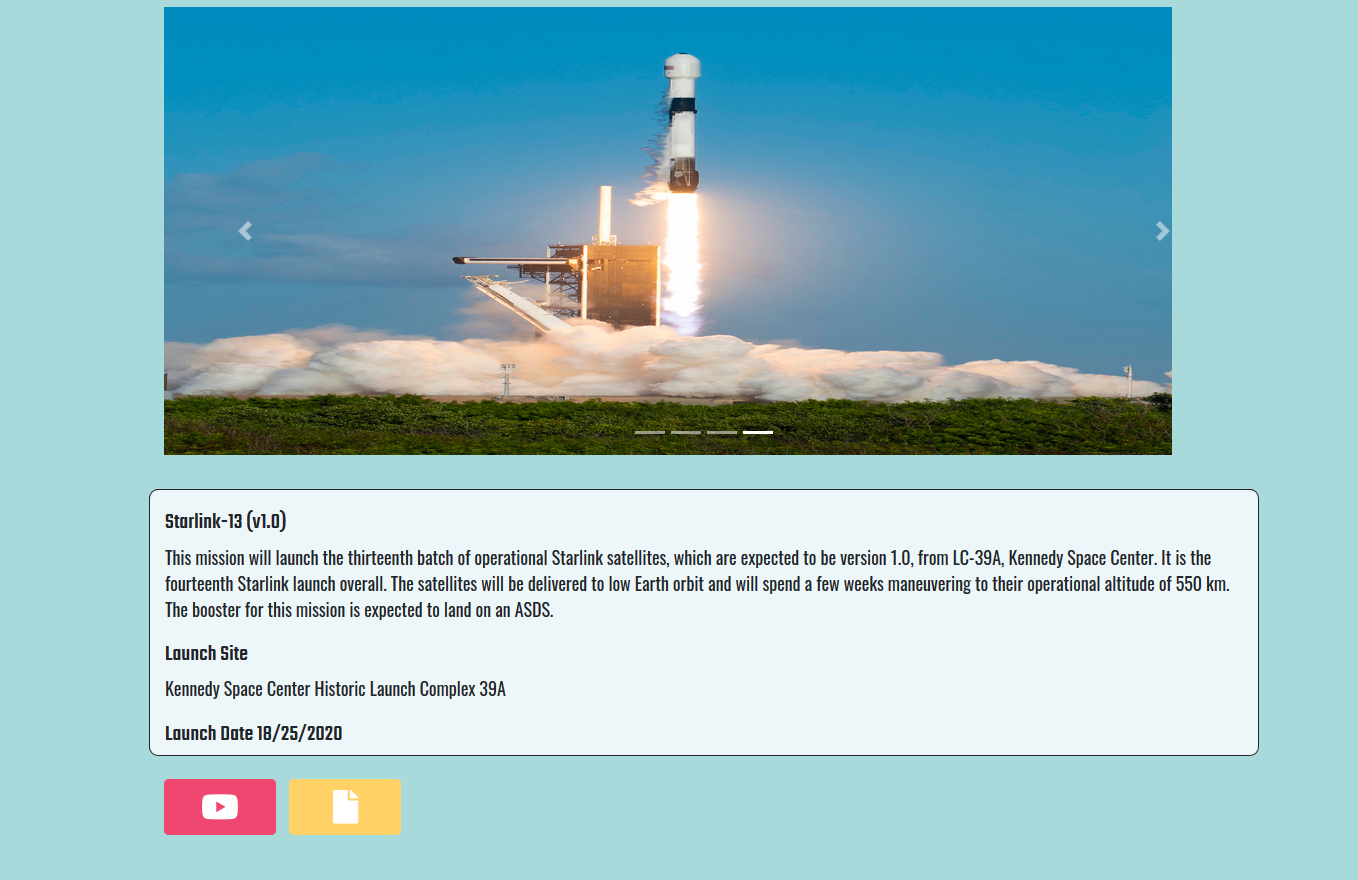 Starlink-13 (v1.0)
This mission will launch the thirteenth batch of operational Starlink satellites, which are expected to be version 1.0, from LC-39A, Kennedy Space Center. It is the
fourteenth Starlink launch overall. The satellites will be delivered to low Earth orbit and will spend a few weeks maneuvering to their operational altitude of 550 km.
The booster for this mission is expected to land on an ASDS.
Launch Site
Kennedy Space Center Historic Launch Complex 39A
Launch Date 18/25/2020